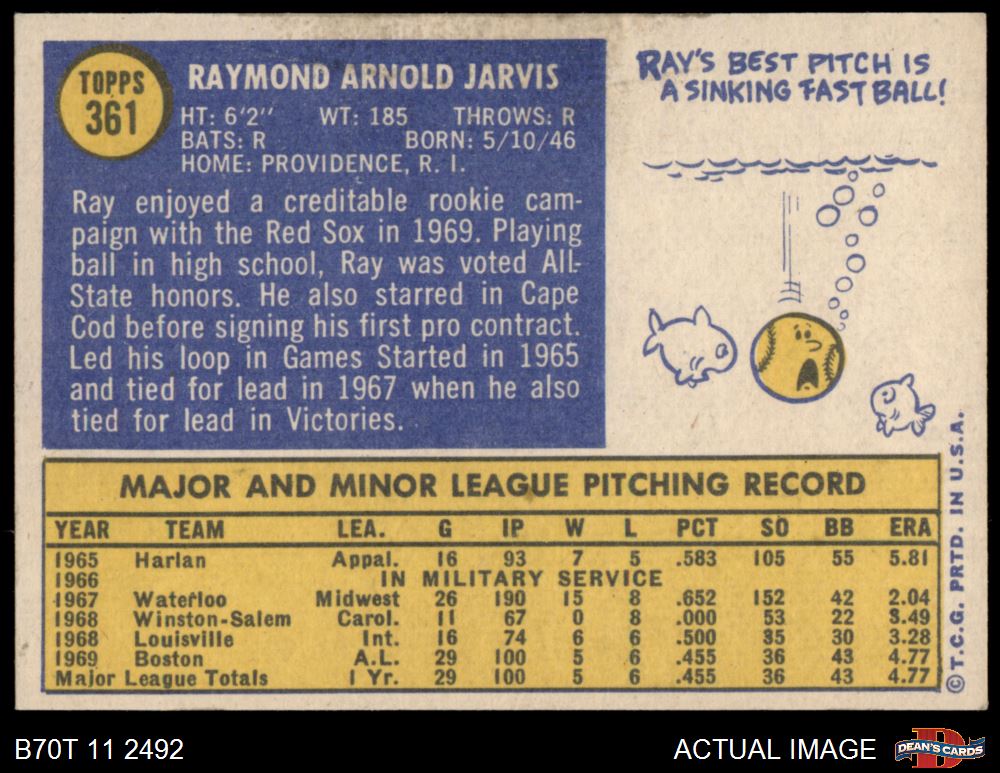 TOPPS
361
RAYMOND ARNOLD JARVIS
HT: 6'2" WT: 185 THROWS: R
BATS: R BORN: 5/10/46
HOME: PROVIDENCE, R. I.
Ray enjoyed a creditable rookie cam-
paign with the Red Sox in 1969. Playing
ball in high school, Ray was voted All-
State honors. He also starred in Cape
Cod before signing his first pro contract.
Led his loop in Games Started in 1965
and tied for lead in 1967 when he also
tied for lead in Victories.
RAY'S BEST PITCH IS
A SINKING FAST BALL!
MAJOR AND MINOR LEAGUE PITCHING RECORD
YEAR TEAM LEA. G IP W L PCT SO BB ERA
1965 Harlan Appal. 16 93 7 5 .583 105 55 5.81
1966 IN MILITARY SERVICE
1967 Waterloo Midwest 26 190 15 8 .652 152 42 2.04
1968 Winston-Salem Carol. 11 67 0 8 .000 53 22 3.49
1968 Louisville Int. 16 74 6 6 .500 35 30 3.28
1969 Boston A.L. 29 100 5 6 .455 36 43 4.77
Major League Totals 1 Yr. 29 100 5 6 .455 36 43 4.77
© T.C.G. PRTD. IN U.S.A.
B70T 11 2492
ACTUAL IMAGE
DEAN'S CARDS